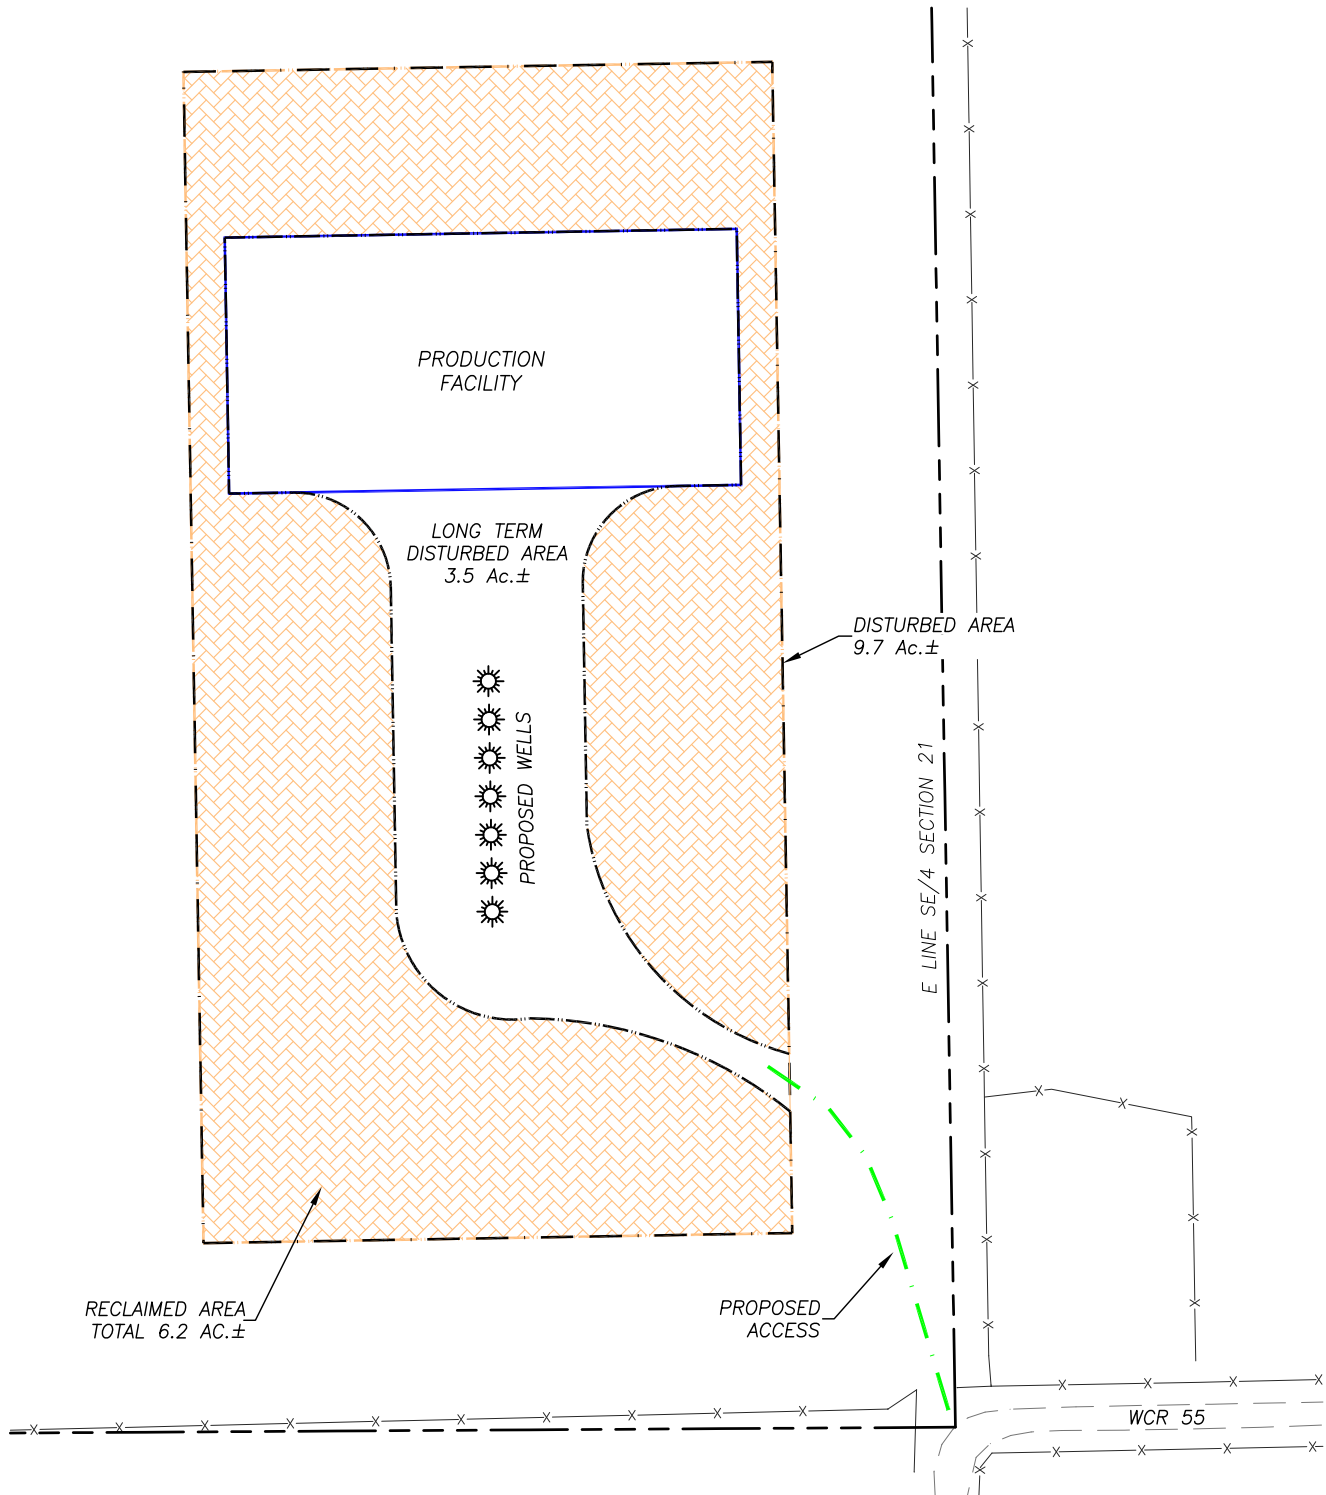 PRODUCTION
FACILITY
LONG TERM
DISTURBED AREA
3.5 Ac.±
DISTURBED AREA
9.7 Ac.±
PROPOSED WELLS
E LINE SE/4 SECTION 21
RECLAIMED AREA
TOTAL 6.2 AC.±
PROPOSED
ACCESS
WCR 55